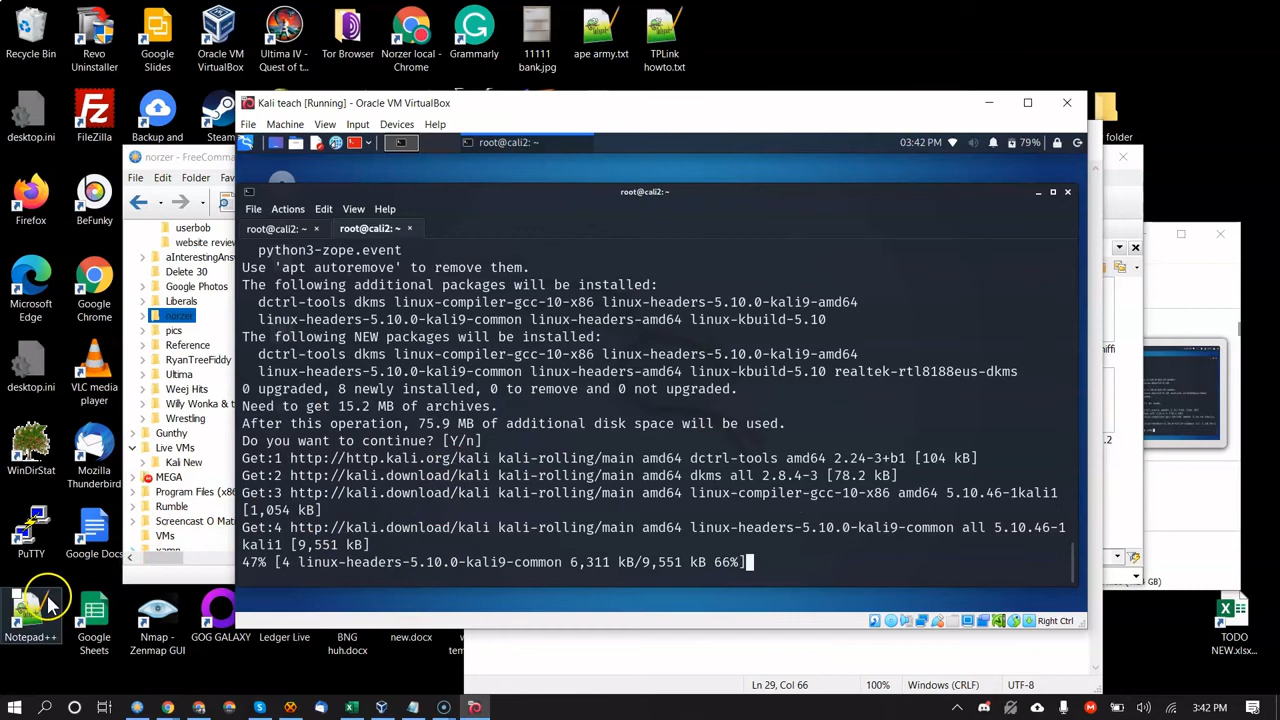 Recycle Bin
Revo
Uninstaller
Google
Slides
Oracle VM
VirtualBox
Ultima IV -
Quest of t...
Tor Browser
Norzer local -
Chrome
Grammarly
11111
bank.jpg
ape army.txt
TPLink
howto.txt
desktop.ini
FileZilla
Backup and
Steam
Kali teach [Running] - Oracle VM VirtualBox
File Machine View Input Devices Help
folder
root@cali2: ~
03:42 PM
79%
norzer - FreeComma
File Edit Folder Fav
root@cali2: ~
File Actions Edit View Help
root@cali2: ~ ×
root@cali2: ~ ×
Firefox
BeFunky
userbob
website review
aInterestingAnsw
Delete 30
Google Photos
Liberals
norzer
pics
Reference
RyanTreeFiddy
Ultima
Weej Hits
Willy Wonka & t
Wrestling
Gunthy
Live VMs
Kali New
MEGA
Program Files (x
Rumble
Screencast O Mati
VMs
xamp
Microsoft
Edge
Google
Chrome
desktop.ini
VLC media
player
WinDirStat
Mozilla
Thunderbird
PuTTY
Google Docs
python3-zope.event
Use 'apt autoremove' to remove them.
The following additional packages will be installed:
dctrl-tools dkms linux-compiler-gcc-10-x86 linux-headers-5.10.0-kali9-amd64
linux-headers-5.10.0-kali9-common linux-headers-amd64 linux-kbuild-5.10
The following NEW packages will be installed:
dctrl-tools dkms linux-compiler-gcc-10-x86 linux-headers-5.10.0-kali9-amd64
linux-headers-5.10.0-kali9-common linux-headers-amd64 linux-kbuild-5.10 realtek-rtl8188eus-dkms
0 upgraded, 8 newly installed, 0 to remove and 0 not upgraded.
Need to get 15.2 MB of archives.
After this operation, 75.2 MB of additional disk space will be used.
Do you want to continue? [Y/n]
Get:1 http://http.kali.org/kali kali-rolling/main amd64 dctrl-tools amd64 2.24-3+b1 [104 kB]
Get:2 http://kali.download/kali kali-rolling/main amd64 dkms all 2.8.4-3 [78.2 kB]
Get:3 http://kali.download/kali kali-rolling/main amd64 linux-compiler-gcc-10-x86 amd64 5.10.46-1kali1
[1,054 kB]
Get:4 http://kali.download/kali kali-rolling/main amd64 linux-headers-5.10.0-kali9-common all 5.10.46-1
kali1 [9,551 kB]
47% [4 linux-headers-5.10.0-kali9-common 6,311 kB/9,551 kB 66%]
Right Ctrl
Notepad++
Google
Sheets
Nmap -
Zenmap GUI
GOG GALAXY
Ledger Live
BNG
huh.docx
new.docx
TODO
NEW.xlsx...
Ln 29, Col 66
100%
Windows (CRLF)
UTF-8
3:42 PM